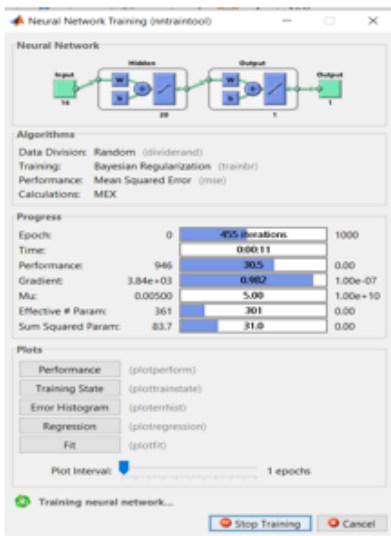 Neural Network Training (nntraintool)
Neural Network
Hidden Output
Input Output
W W
b b
16 20 1 1
Algorithms
Data Division: Random (dividerand)
Training: Bayesian Regularization (trainbr)
Performance: Mean Squared Error (mse)
Calculations: MEX
Progress
Epoch: 0 455 iterations 1000
Time: 0:00:11
Performance: 946 30.5 0.00
Gradient: 3.84e+03 0.982 1.00e-07
Mu: 0.00500 5.00 1.00e+10
Effective # Param: 361 301 0.00
Sum Squared Param: 83.7 31.0 0.00
Plots
Performance (plotperform)
Training State (plottrainstate)
Error Histogram (ploterrhist)
Regression (plotregression)
Fit (plotfit)
Plot Interval: 1 epochs
Training neural network...
Stop Training Cancel